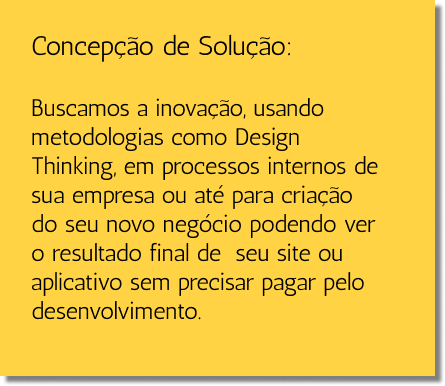 Concepção de Solução:
Buscamos a inovação, usando
metodologias como Design
Thinking, em processos internos de
sua empresa ou até para criação
do seu novo negócio podendo ver
o resultado final de  seu site ou
aplicativo sem precisar pagar pelo
desenvolvimento.